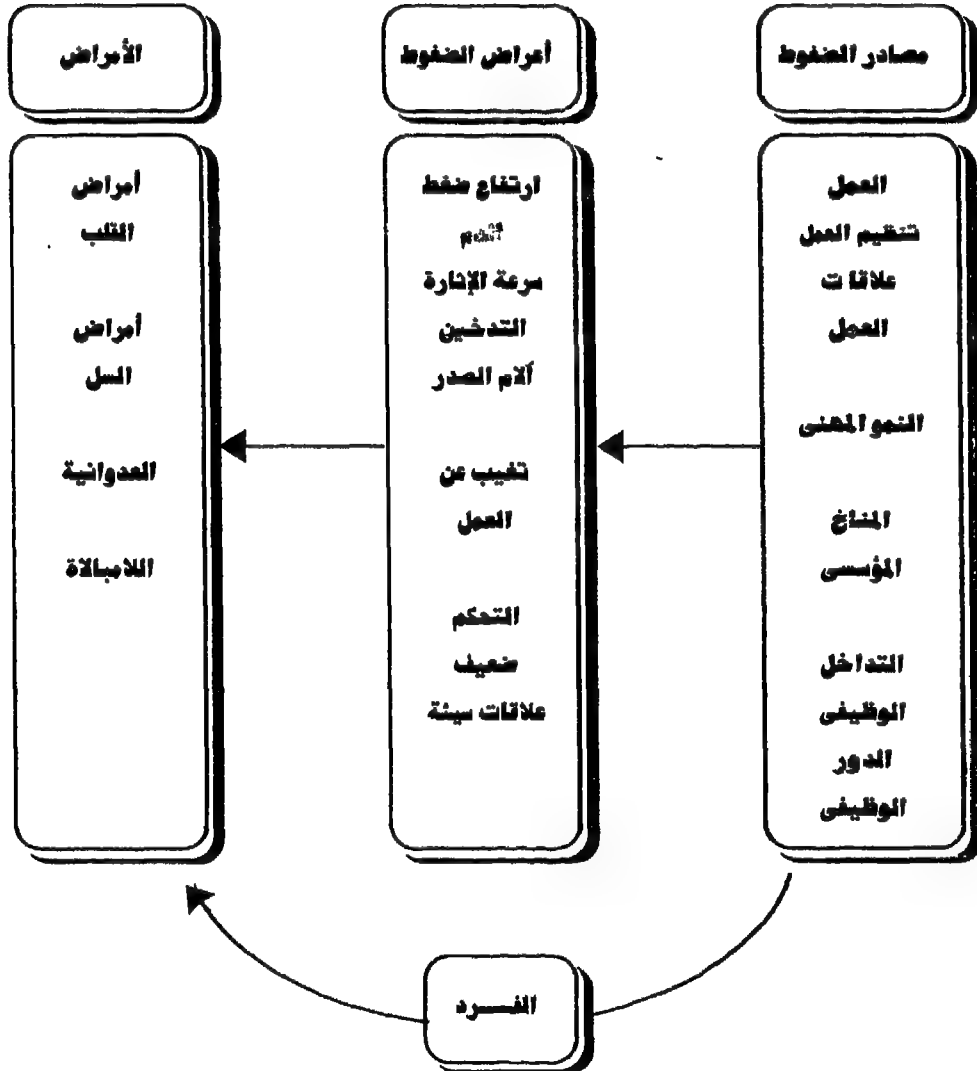 مصادر الضغوط
أعراض الضغوط
الأمراض
العمل
تنظيم العمل
علاقات
العمل
النمو المهنى
المناخ
المؤسسى
التداخل
الوظيفى
الدور
الوظيفى
ارتفاع ضغط
الدم
سرعة الإثارة
التدخين
آلام الصدر
تغيب عن
العمل
التحكم
ضعيف
علاقات سيئة
أمراض
القلب
أمراض
السل
العدوانية
اللامبالاة
الفـــرد